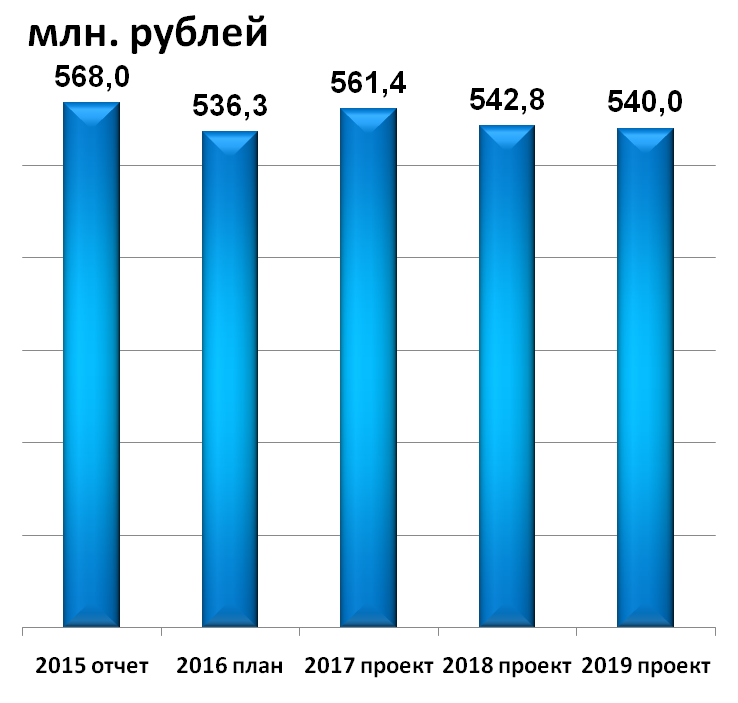 млн. рублей
568,0
536,3
561,4
542,8
540,0
2015 отчет
2016 план
2017 проект
2018 проект
2019 проект